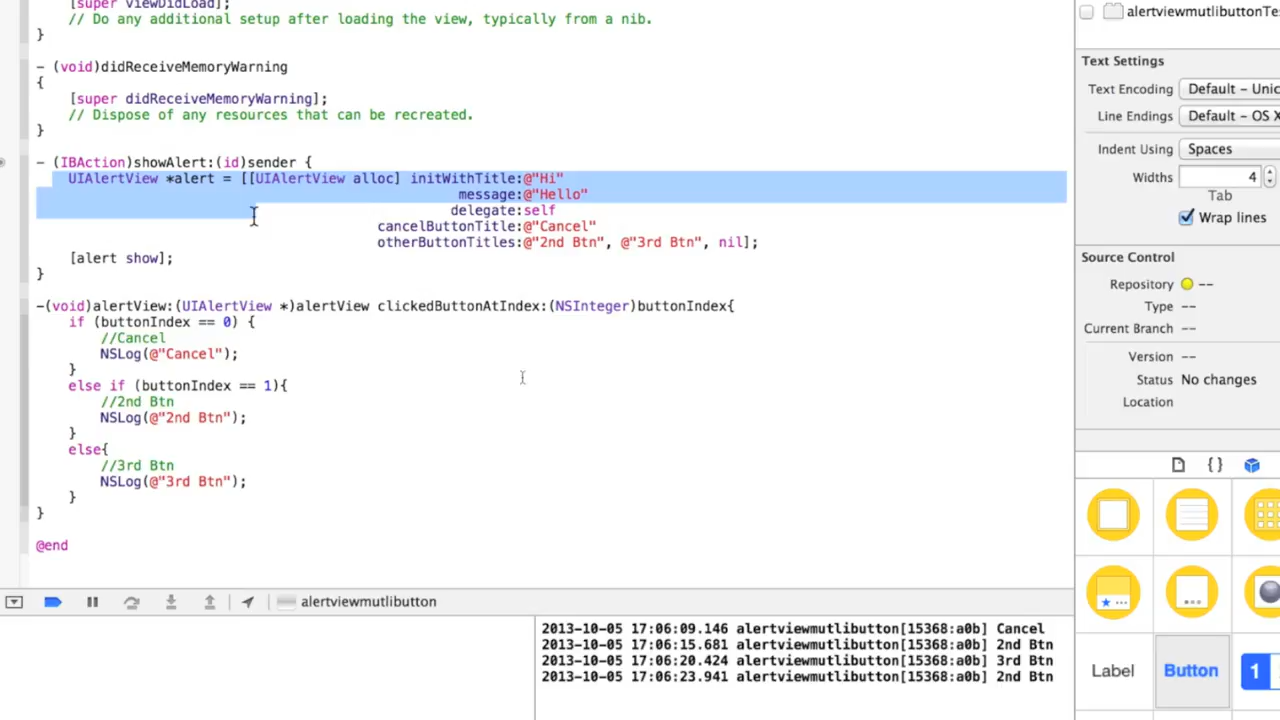 [super viewDidLoad];
// Do any additional setup after loading the view, typically from a nib.
}
- (void)didReceiveMemoryWarning
{
[super didReceiveMemoryWarning];
// Dispose of any resources that can be recreated.
}
- (IBAction)showAlert:(id)sender {
UIAlertView *alert = [[UIAlertView alloc] initWithTitle:@"Hi"
message:@"Hello"
delegate:self
cancelButtonTitle:@"Cancel"
otherButtonTitles:@"2nd Btn", @"3rd Btn", nil];
[alert show];
}
-(void)alertView:(UIAlertView *)alertView clickedButtonAtIndex:(NSInteger)buttonIndex{
if (buttonIndex == 0) {
//Cancel
NSLog(@"Cancel");
}
else if (buttonIndex == 1){
//2nd Btn
NSLog(@"2nd Btn");
}
else{
//3rd Btn
NSLog(@"3rd Btn");
}
}
@end
alertviewmutlibutton
2013-10-05 17:06:09.146 alertviewmutlibutton[15368:a0b] Cancel
2013-10-05 17:06:15.681 alertviewmutlibutton[15368:a0b] 2nd Btn
2013-10-05 17:06:20.424 alertviewmutlibutton[15368:a0b] 3rd Btn
2013-10-05 17:06:23.941 alertviewmutlibutton[15368:a0b] 2nd Btn
alertviewmutlibuttonTe
Text Settings
Text Encoding Default - Unic
Line Endings Default - OS X
Indent Using Spaces
Widths 4
Tab
Wrap lines
Source Control
Repository --
Type --
Current Branch --
Version --
Status No changes
Location
{ }
Label Button 1